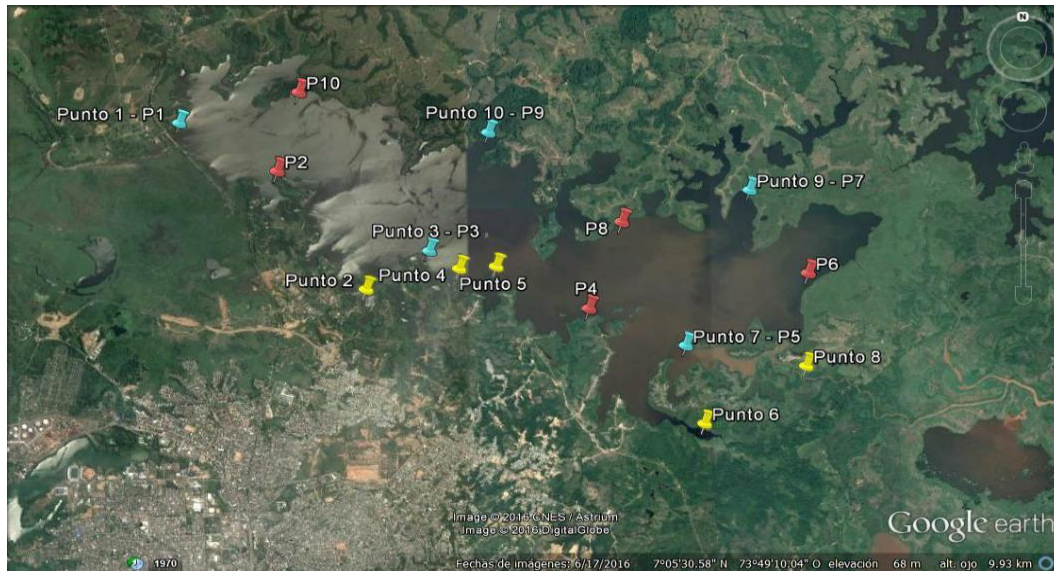 N
P10
Punto 1 - P1
Punto 10 - P9
P2
Punto 9 - P7
P8
Punto 3 - P3
P6
Punto 2
Punto 4
Punto 5
P4
Punto 7 - P5
Punto 8
Punto 6
Image © 2016 CNES / Astrium
Image © 2016 DigitalGlobe
Google earth
1970
Fechas de imágenes: 6/17/2016 7°05'30.58" N 73°49'10.04" O elevación 68 m alt. ojo 9.93 km